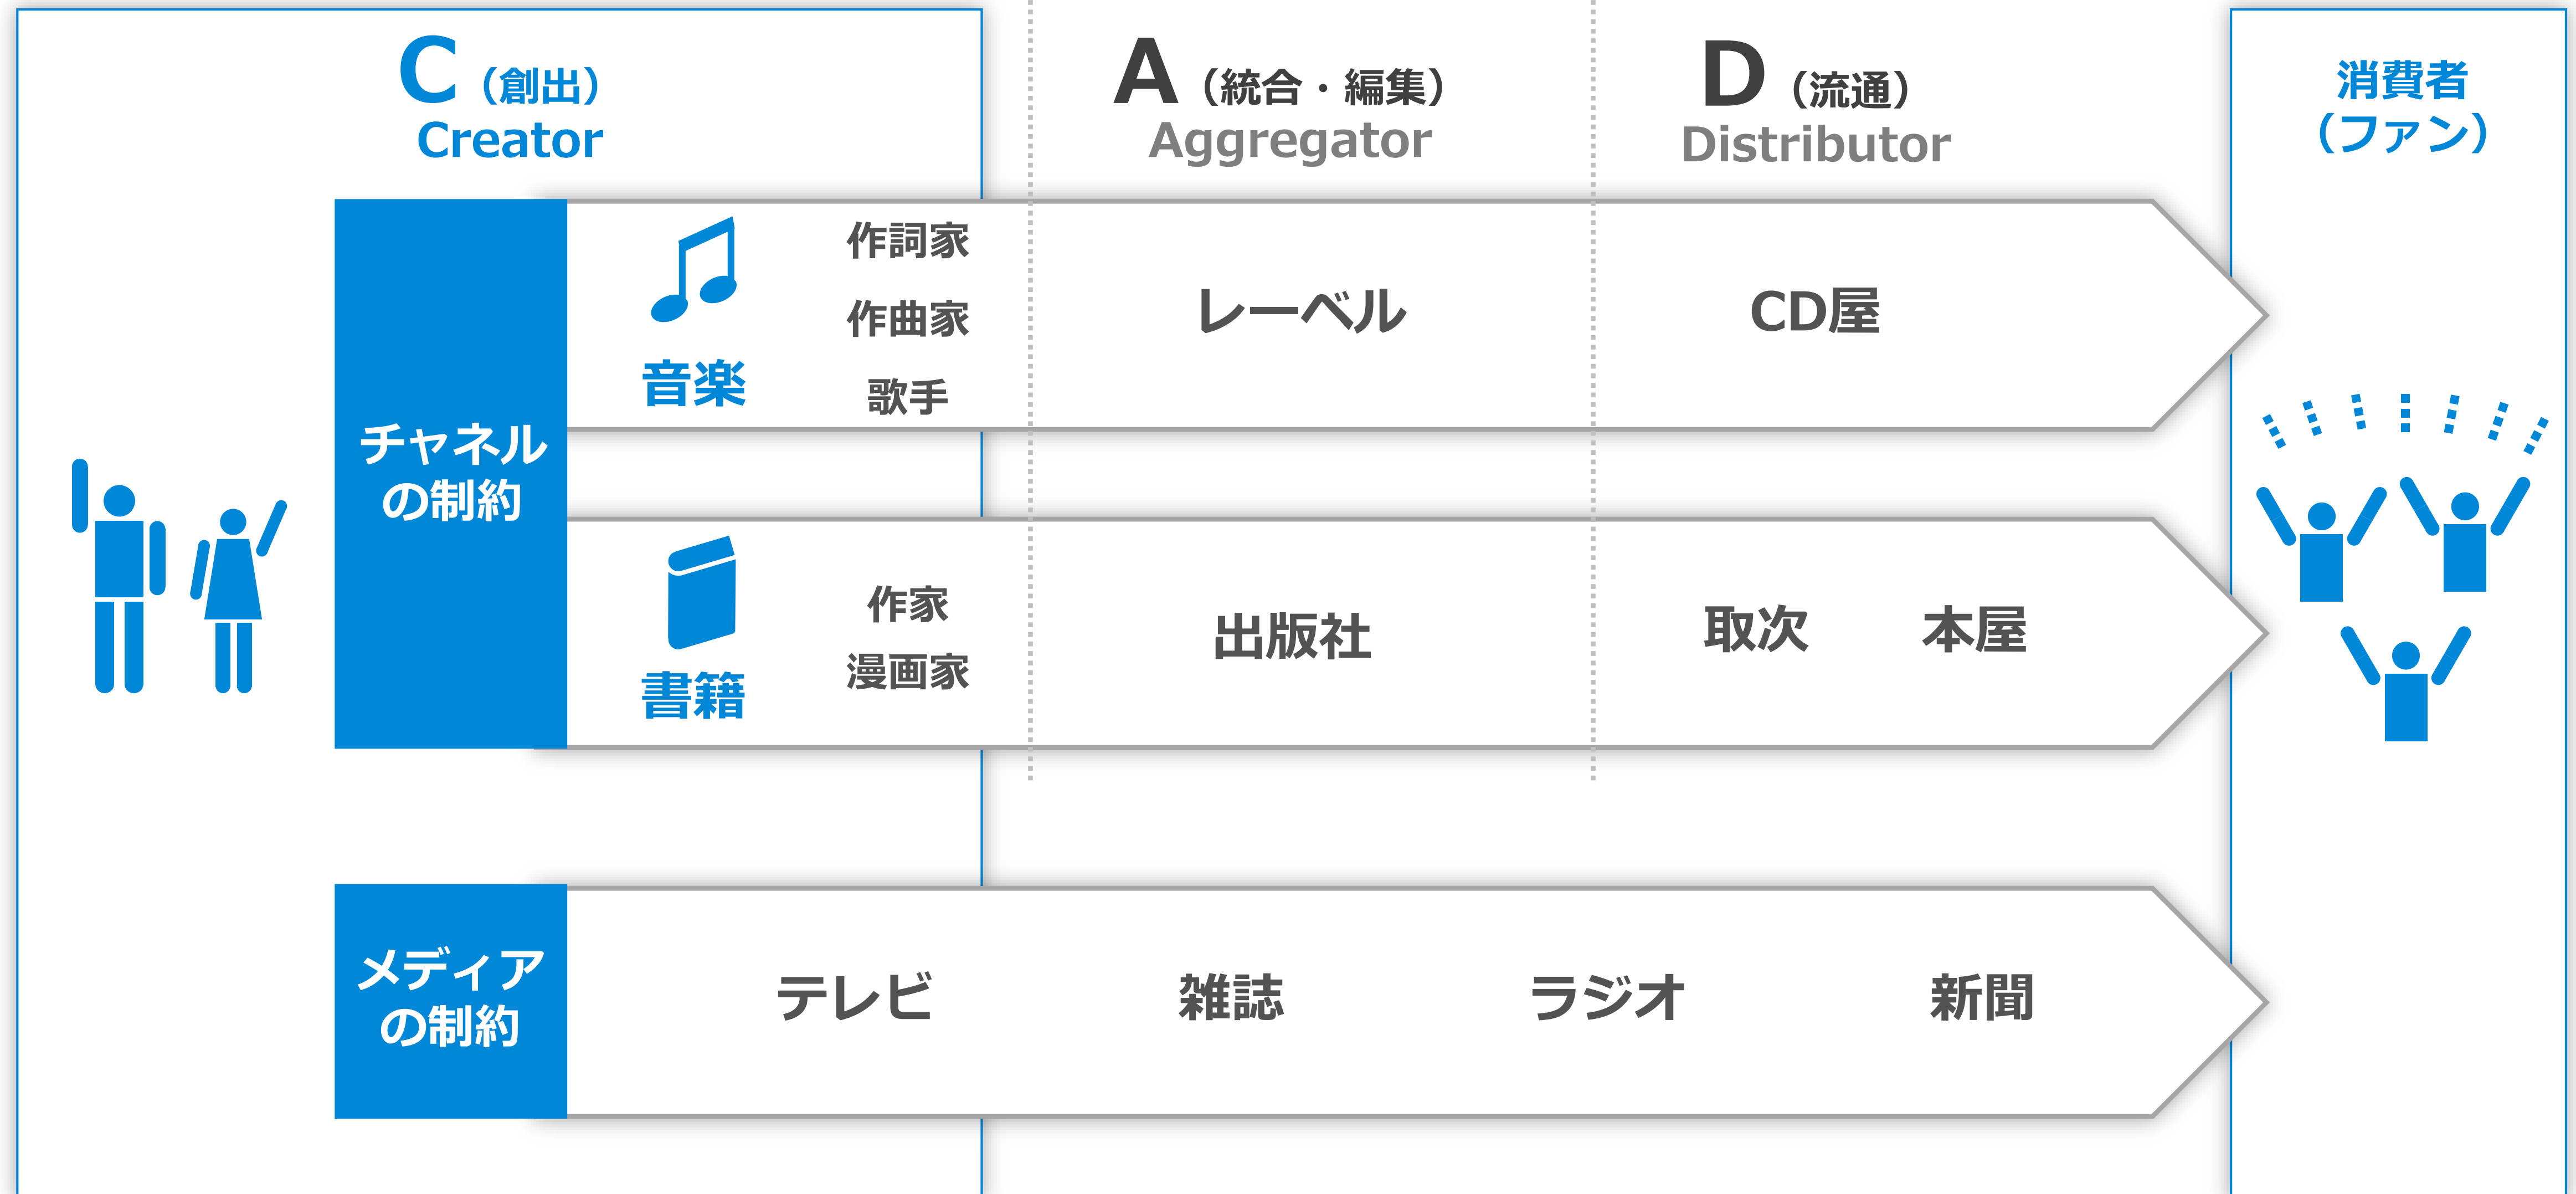 C（創出）
Creator
A（統合・編集）
Aggregator
D（流通）
Distributor
消費者
（ファン）
チャネル
の制約
音楽
作詞家
作曲家
歌手
レーベル
CD屋
書籍
作家
漫画家
出版社
取次 本屋
メディア
の制約
テレビ 雑誌 ラジオ 新聞